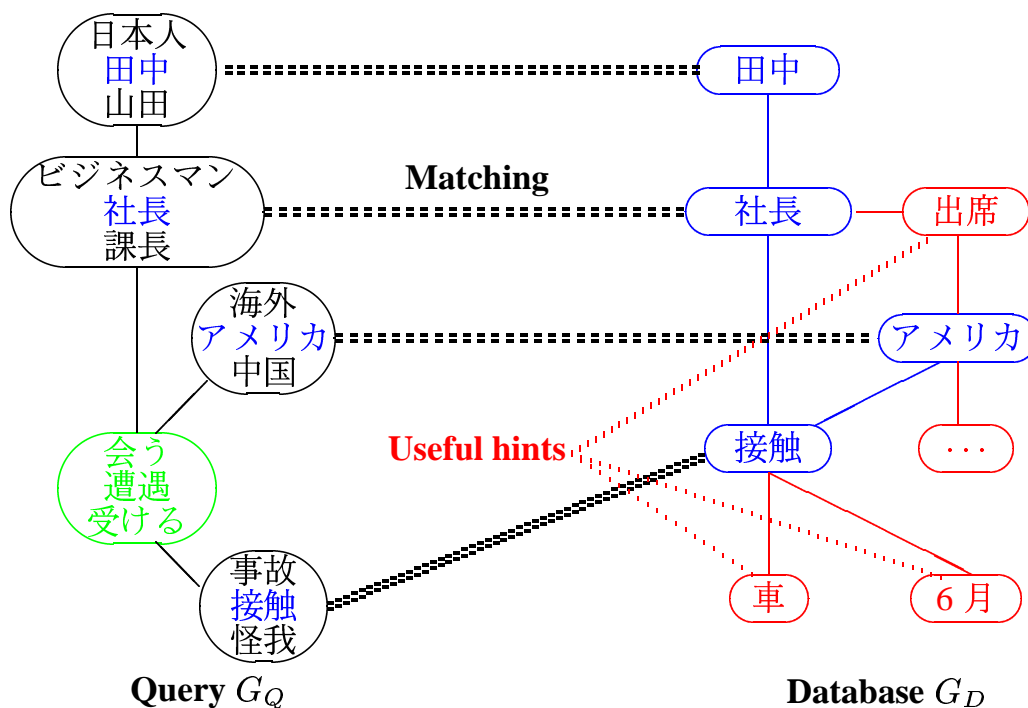 日本人
田中
山田
田中
ビジネスマン
社長
課長
Matching
社長
出席
海外
アメリカ
中国
アメリカ
会う
遭遇
受ける
Useful hints
接触
...
事故
接触
怪我
車
6 月
Query G_Q
Database G_D